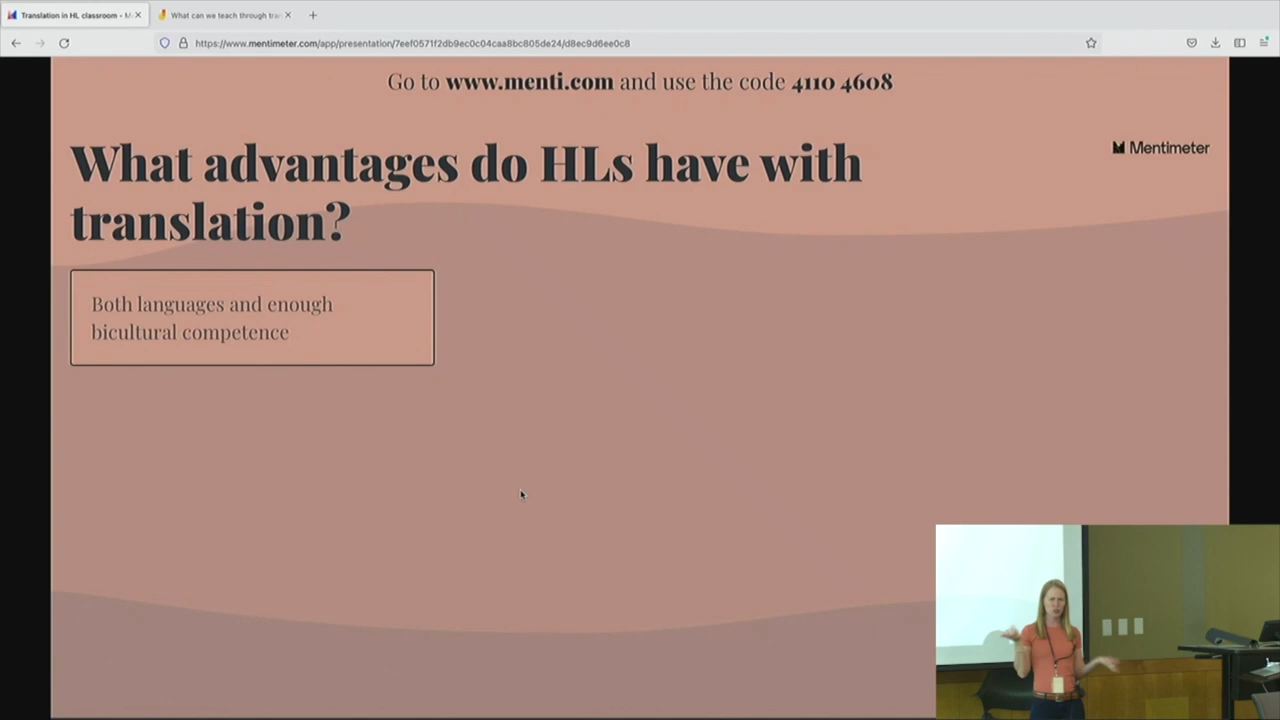 Translation in HL classroom - M
What can we teach through tran
https://www.mentimeter.com/app/presentation/7eef0571f2db9ec0c04caa8bc805de24/d8ec9d6ee0c8
Go to www.menti.com and use the code 4110 4608
What advantages do HLs have with
translation?
Mentimeter
Both languages and enough
bicultural competence